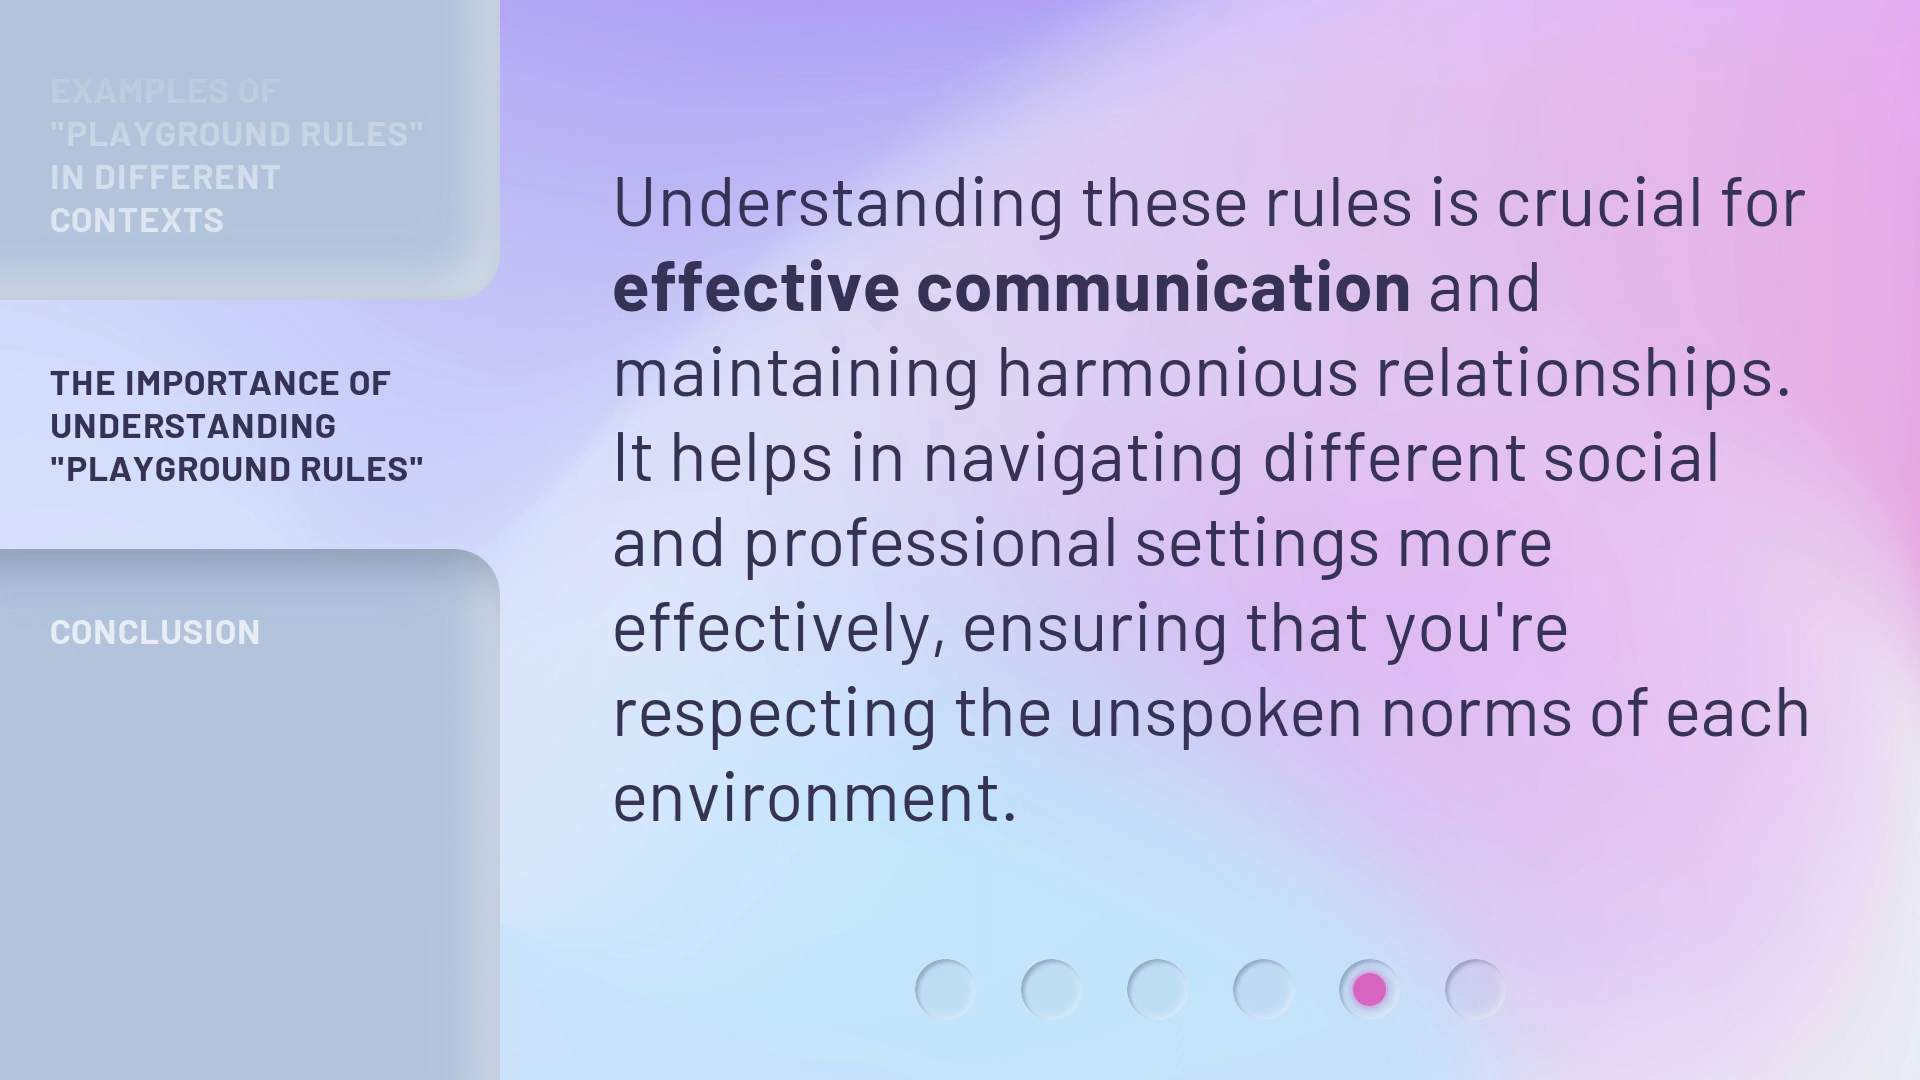 EXAMPLES OF
"PLAYGROUND RULES"
IN DIFFERENT
CONTEXTS
THE IMPORTANCE OF
UNDERSTANDING
"PLAYGROUND RULES"
CONCLUSION
Understanding these rules is crucial for
effective communication and
maintaining harmonious relationships.
It helps in navigating different social
and professional settings more
effectively, ensuring that you're
respecting the unspoken norms of each
environment.